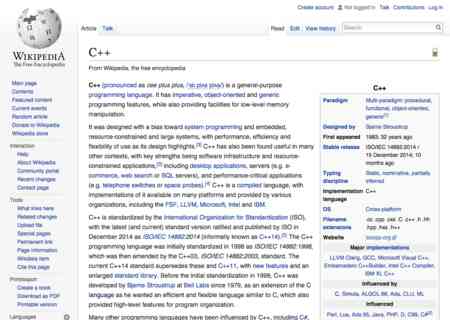 Create account Not logged in Talk Contributions Log in
Article Talk Read Edit View history Search
WIKIPEDIA
The Free Encyclopedia
Main page
Contents
Featured content
Current events
Random article
Donate to Wikipedia
Wikipedia store
Interaction
Help
About Wikipedia
Community portal
Recent changes
Contact page
Tools
What links here
Related changes
Upload file
Special pages
Permanent link
Page information
Wikidata item
Cite this page
Print/export
Create a book
Download as PDF
Printable version
Languages
C++
From Wikipedia, the free encyclopedia
C++ (pronounced as cee plus plus, /ˈsiː plʌs plʌs/) is a general-purpose
programming language. It has imperative, object-oriented and generic
programming features, while also providing facilities for low-level memory
manipulation.
It was designed with a bias toward system programming and embedded,
resource-constrained and large systems, with performance, efficiency and
flexibility of use as its design highlights.[3] C++ has also been found useful in many
other contexts, with key strengths being software infrastructure and resource-
constrained applications,[3] including desktop applications, servers (e.g. e-
commerce, web search or SQL servers), and performance-critical applications
(e.g. telephone switches or space probes).[4] C++ is a compiled language, with
implementations of it available on many platforms and provided by various
organizations, including the FSF, LLVM, Microsoft, Intel and IBM.
C++ is standardized by the International Organization for Standardization (ISO),
with the latest (and current) standard version ratified and published by ISO in
December 2014 as ISO/IEC 14882:2014 (informally known as C++14).[5] The C++
programming language was initially standardized in 1998 as ISO/IEC 14882:1998,
which was then amended by the C++03, ISO/IEC 14882:2003, standard. The
current C++14 standard supersedes these and C++11, with new features and an
enlarged standard library. Before the initial standardization in 1998, C++ was
developed by Bjarne Stroustrup at Bell Labs since 1979, as an extension of the C
language as he wanted an efficient and flexible language similar to C, which also
provided high-level features for program organization.
Many other programming languages have been influenced by C++, including C#,
C++
Paradigm Multi-paradigm: procedural,
functional, object-oriented,
generic[1]
Designed by Bjarne Stroustrup
First appeared 1983; 32 years ago
Stable release ISO/IEC 14882:2014 /
15 December 2014; 10
months ago
Typing
discipline
Static, nominative, partially
inferred
Implementation
language
C++
OS Cross-platform
Filename
extensions
.cc .cpp .cxx .C .c++ .h .hh
.hpp .hxx .h++
Website isocpp.org
Major implementations
LLVM Clang, GCC, Microsoft Visual C++,
Embarcadero C++Builder, Intel C++ Compiler,
IBM XL C++
Influenced by
C, Simula, ALGOL 68, Ada, CLU, ML
Influenced
Perl, Lua, Ada 95, Java, PHP, D, C99, C#[2]